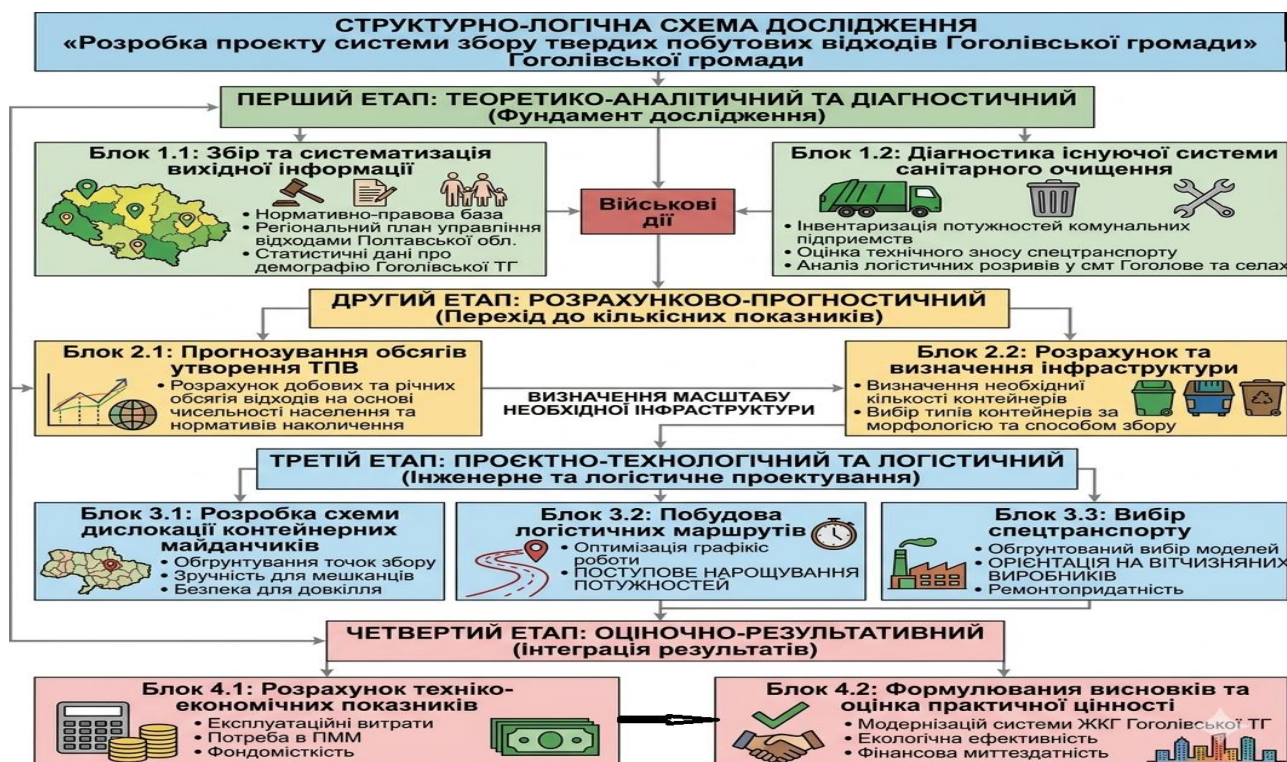 СТРУКТУРНО-ЛОГІЧНА СХЕМА ДОСЛІДЖЕННЯ
«Розробка проєкту системи збору твердих побутових відходів Гоголівської громади»
Гоголівської громади
ПЕРШИЙ ЕТАП: ТЕОРЕТИКО-АНАЛІТИЧНИЙ ТА ДІАГНОСТИЧНИЙ
(Фундамент дослідження)
Блок 1.1: Збір та систематизація
вихідної інформації
• Нормативно-правова база
• Регіональний план управління
відходами Полтавської обл.
• Статистичні дані про
демографію Гоголівської ТГ
Військові
дії
Блок 1.2: Діагностика існуючої системи
санітарного очищення
• Інвентаризація потужностей комунальних
підприємств
• Оцінка технічного зносу спецтранспорту
• Аналіз логістичних розривів у смт Гоголове та селах
ДРУГИЙ ЕТАП: РОЗРАХУНКОВО-ПРОГНОСТИЧНИЙ
(Перехід до кількісних показників)
Блок 2.1: Прогнозування обсягів
утворення ТПВ
• Розрахунок добових та річних
обсягів відходів на основі
чисельності населення та
нормативів накопичення
ВИЗНАЧЕННЯ МАСШТАБУ
НЕОБХІДНОЇ ІНФРАСТРУКТУРИ
Блок 2.2: Розрахунок та
визначення інфраструктури
• Визначення необхідниї
кількості контейнерів
• Вибір типів контейнерів за
морфологією та способом збору
ТРЕТІЙ ЕТАП: ПРОЄКТНО-ТЕХНОЛОГІЧНИЙ ТА ЛОГІСТИЧНИЙ
(Інженерне та логістичне проектування)
Блок 3.1: Розробка схеми
дислокації контейнерних
майданчиків
• Обгрунтування точок збору
• Зручність для мешканців
• Безпека для довкілля
Блок 3.2: Побудова
логістичних маршрутів
• Оптимізація графікіс
роботи
• ПОСТУПОВЕ НАРОЩУВАННЯ
ПОТУЖНОСТЕЙ
Блок 3.3: Вибір
спецтранспорту
• Обгрунтований вибір моделей
• ОРІЄНТАЦІЯ НА ВІТЧИЗНЯНИХ
ВИРОБНИКІВ
• Ремонтопридатність
ЧЕТВЕРТИЙ ЕТАП: ОЦІНОЧНО-РЕЗУЛЬТАТИВНИЙ
(інтеграція результатів)
Блок 4.1: Розрахунок техніко-
економічних показників
• Експлуатаційні витрати
• Потреба в ПММ
• Фондомісткість
Блок 4.2: Формулювання висновків та
оцінка практичної цінності
• Модернізацій системи ЖКГ Гоголівської ТГ
• Екологічна ефективність
• Фінансова миттездатність